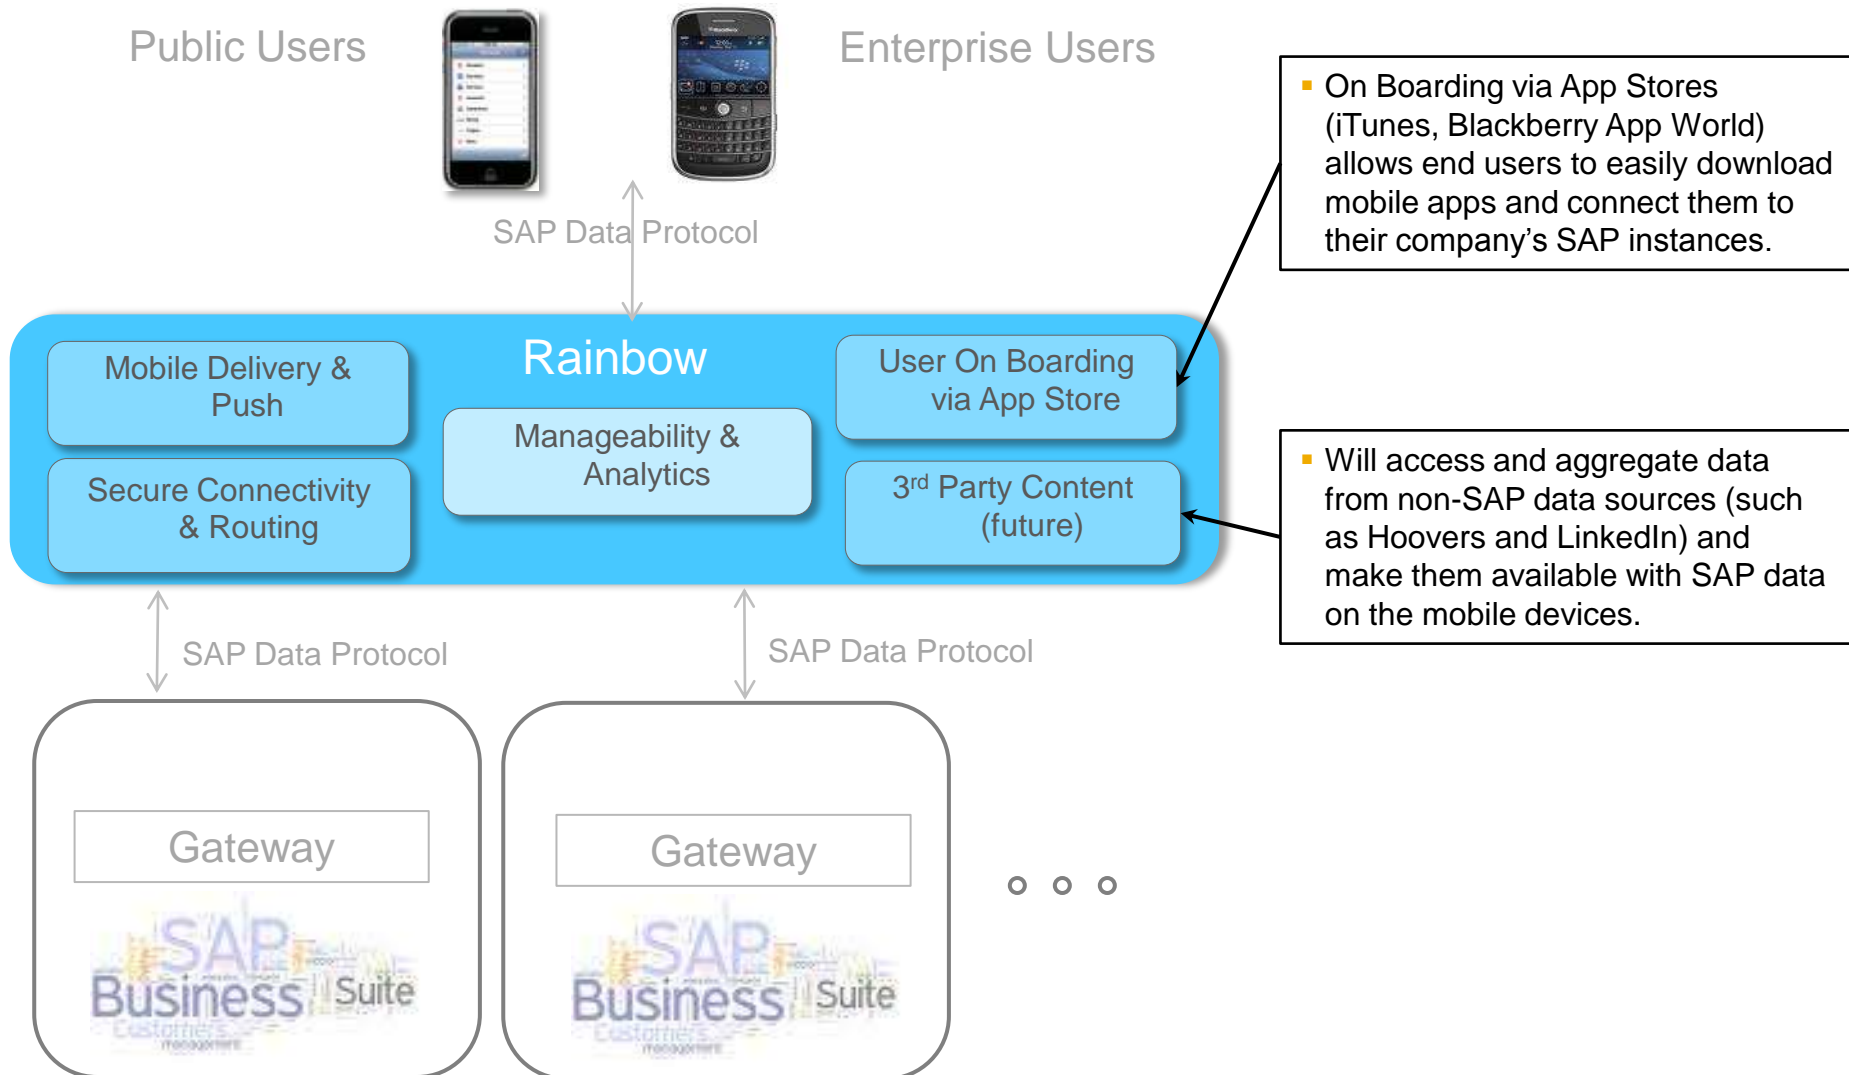 Public Users
Enterprise Users
SAP Data Protocol
▪ On Boarding via App Stores
(iTunes, Blackberry App World)
allows end users to easily download
mobile apps and connect them to
their company’s SAP instances.
Rainbow
Mobile Delivery &
Push
Secure Connectivity
& Routing
Manageability &
Analytics
User On Boarding
via App Store
3rd Party Content
(future)
▪ Will access and aggregate data
from non-SAP data sources (such
as Hoovers and LinkedIn) and
make them available with SAP data
on the mobile devices.
SAP Data Protocol
SAP Data Protocol
Gateway
SAP
Business Suite
Customers
management
Gateway
SAP
Business Suite
Customers
management